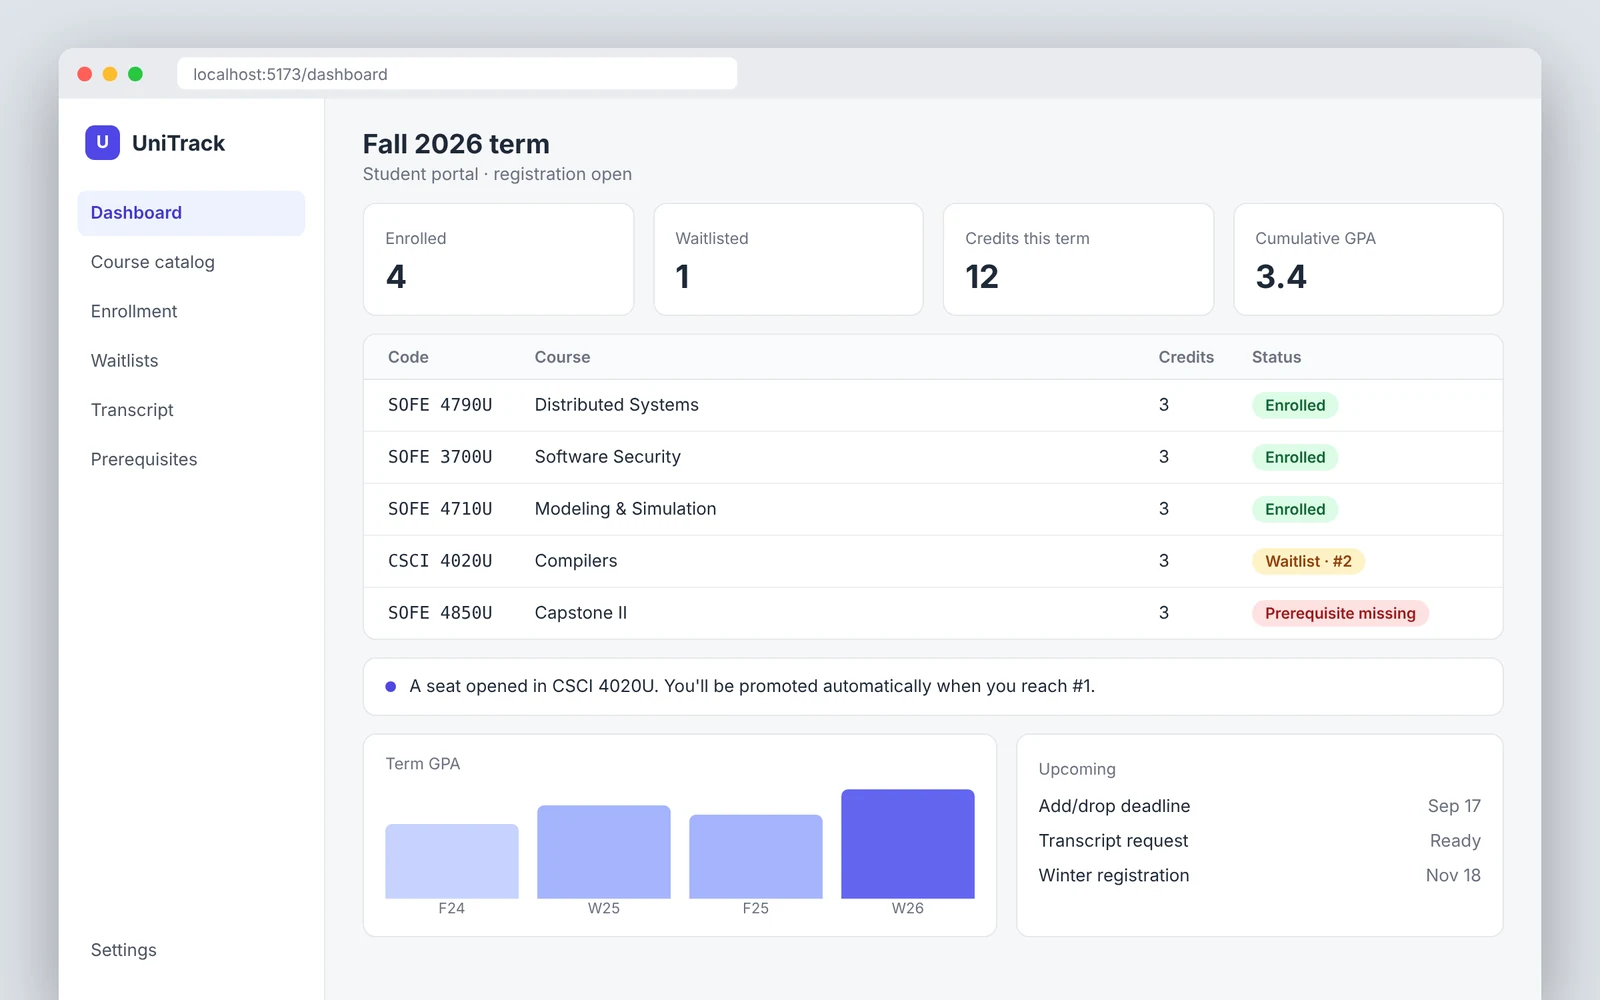 localhost:5173/dashboard
U UniTrack
Dashboard
Course catalog
Enrollment
Waitlists
Transcript
Prerequisites
Settings
Fall 2026 term
Student portal · registration open
Enrolled
4
Waitlisted
1
Credits this term
12
Cumulative GPA
3.4
Code Course Credits Status
SOFE 4790U Distributed Systems 3 Enrolled
SOFE 3700U Software Security 3 Enrolled
SOFE 4710U Modeling & Simulation 3 Enrolled
CSCI 4020U Compilers 3 Waitlist · #2
SOFE 4850U Capstone II 3 Prerequisite missing
A seat opened in CSCI 4020U. You'll be promoted automatically when you reach #1.
Term GPA
F24 W25 F25 W26
Upcoming
Add/drop deadline Sep 17
Transcript request Ready
Winter registration Nov 18